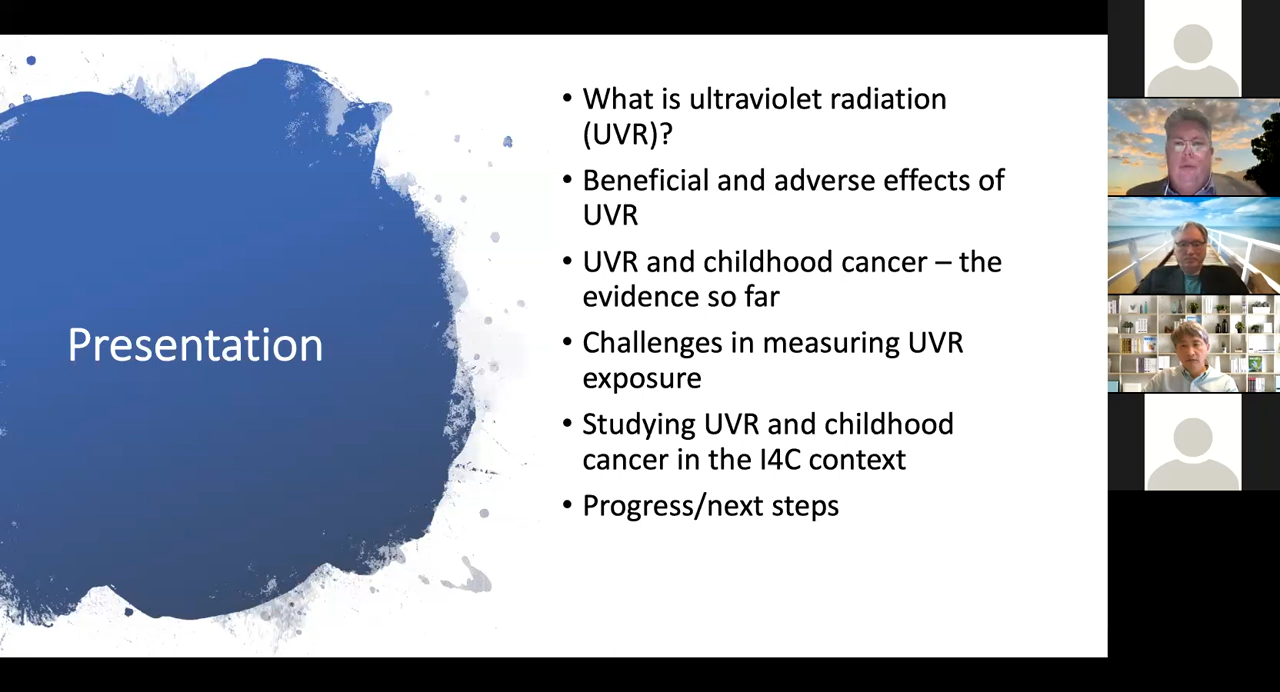 Presentation
• What is ultraviolet radiation
(UVR)?
• Beneficial and adverse effects of
UVR
• UVR and childhood cancer – the
evidence so far
• Challenges in measuring UVR
exposure
• Studying UVR and childhood
cancer in the I4C context
• Progress/next steps